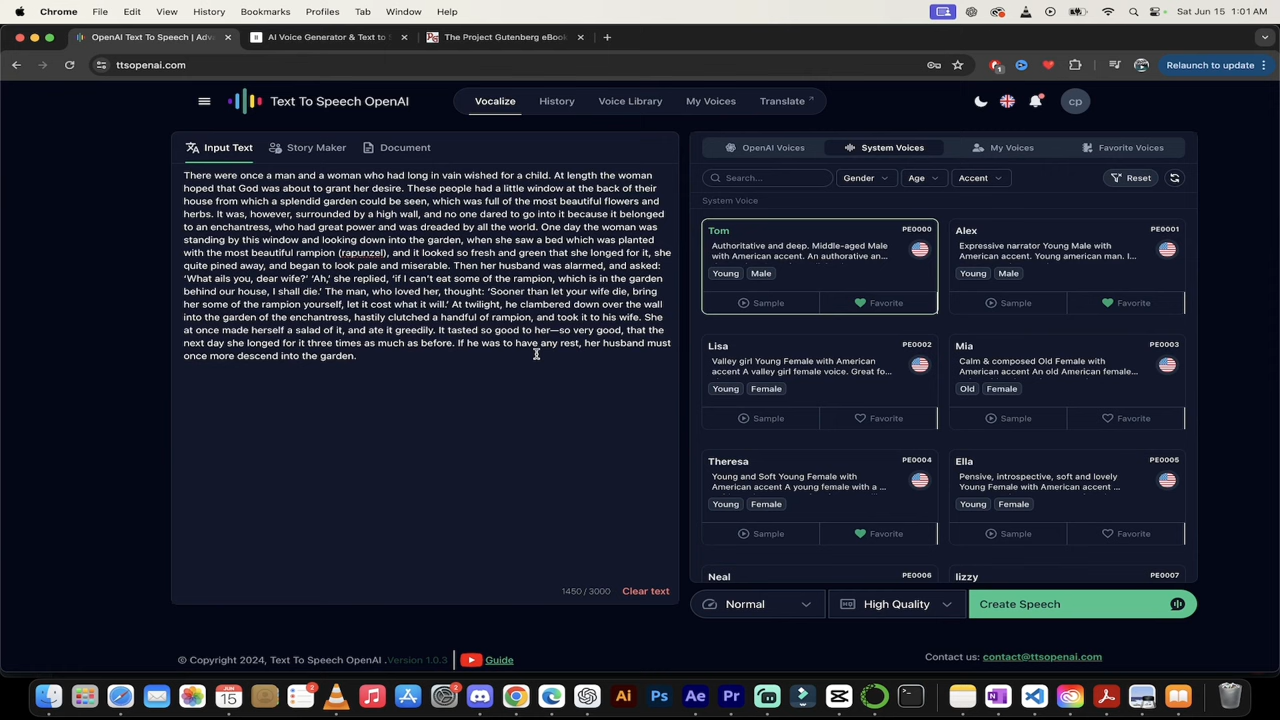 Chrome File Edit View History Bookmarks Profiles Tab Window Help Sat Jun 15 1:01 AM
OpenAI Text To Speech | Adv AI Voice Generator & Text to The Project Gutenberg eBook
ttsopenai.com Relaunch to update
Text To Speech OpenAI Vocalize History Voice Library My Voices Translate cp
Input Text Story Maker Document
There were once a man and a woman who had long in vain wished for a child. At length the woman
hoped that God was about to grant her desire. These people had a little window at the back of their
house from which a splendid garden could be seen, which was full of the most beautiful flowers and
herbs. It was, however, surrounded by a high wall, and no one dared to go into it because it belonged
to an enchantress, who had great power and was dreaded by all the world. One day the woman was
standing by this window and looking down into the garden, when she saw a bed which was planted
with the most beautiful rampion (rapunzel), and it looked so fresh and green that she longed for it, she
quite pined away, and began to look pale and miserable. Then her husband was alarmed, and asked:
‘What ails you, dear wife?’ ‘Ah,’ she replied, ‘if I can’t eat some of the rampion, which is in the garden
behind our house, I shall die.’ The man, who loved her, thought: ‘Sooner than let your wife die, bring
her some of the rampion yourself, let it cost what it will.’ At twilight, he clambered down over the wall
into the garden of the enchantress, hastily clutched a handful of rampion, and took it to his wife. She
at once made herself a salad of it, and ate it greedily. It tasted so good to her—so very good, that the
next day she longed for it three times as much as before. If he was to have any rest, her husband must
once more descend into the garden.
1450 / 3000 Clear text
OpenAI Voices System Voices My Voices Favorite Voices
Search... Gender Age Accent Reset
System Voice
Tom PE0000
Authoritative and deep. Middle-aged Male
with American accent. An authorative an...
Young Male
Sample Favorite
Alex PE0001
Expressive narrator Young Male with
American accent. Young american man. I...
Young Male
Sample Favorite
Lisa PE0002
Valley girl Young Female with American
accent A valley girl female voice. Great fo...
Young Female
Sample Favorite
Mia PE0003
Calm & composed Old Female with
American accent An old American female...
Old Female
Sample Favorite
Theresa PE0004
Young and Soft Young Female with
American accent A young female with a ...
Young Female
Sample Favorite
Ella PE0005
Pensive, introspective, soft and lovely
Young Female with American accent ...
Young Female
Sample Favorite
Neal PE0006
lizzy PE0007
Normal High Quality Create Speech
© Copyright 2024, Text To Speech OpenAI .Version 1.0.3 Guide
Contact us: contact@ttsopenai.com